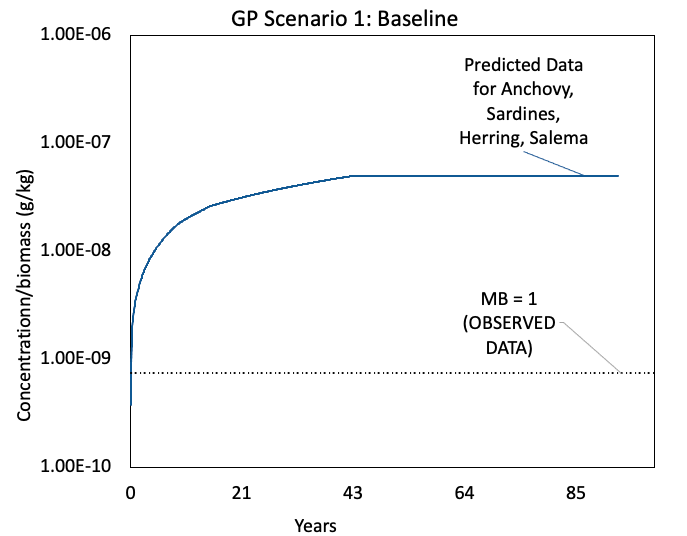 GP Scenario 1: Baseline
1.00E-06
Predicted Data
for Anchovy,
Sardines,
Herring, Salema
1.00E-07
Concentrationn/biomass (g/kg)
1.00E-08
MB = 1
(OBSERVED
DATA)
1.00E-09
1.00E-10
0 21 43 64 85
Years